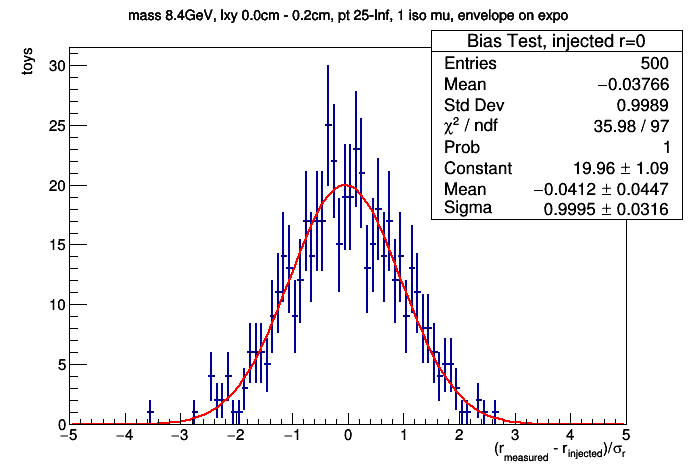 mass 8.4GeV, lxy 0.0cm - 0.2cm, pt 25-Inf, 1 iso mu, envelope on expo
Bias Test, injected r=0
Entries 500
Mean −0.03766
Std Dev 0.9989
χ² / ndf 35.98 / 97
Prob 1
Constant 19.96 ± 1.09
Mean −0.0412 ± 0.0447
Sigma 0.9995 ± 0.0316
toys
30
25
20
15
10
5
0
−5 −4 −3 −2 −1 0 1 2 3 4 5
(r_measured - r_injected)/σ_r